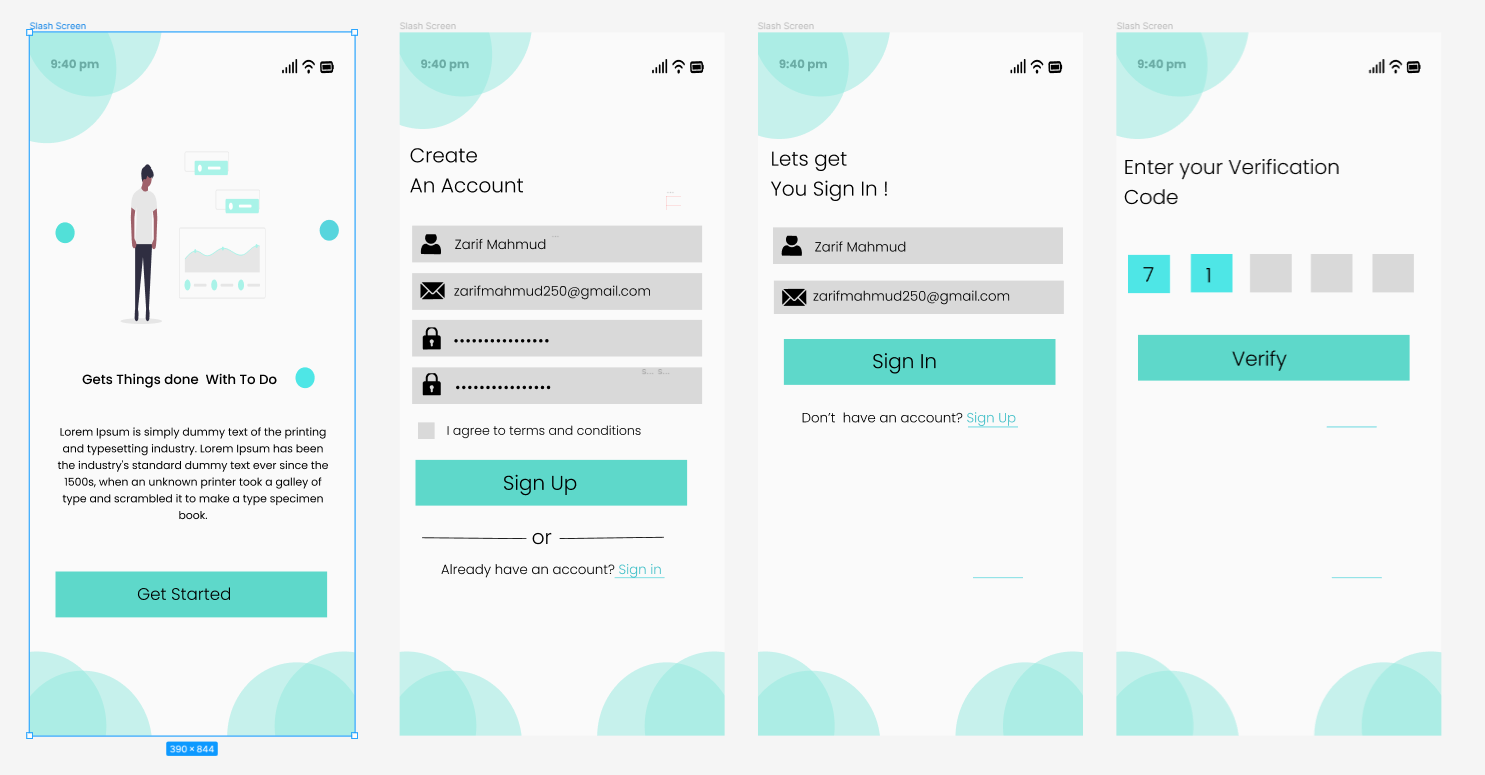 Slash Screen
9:40 pm
Gets Things done  With To Do
Lorem Ipsum is simply dummy text of the printing
and typesetting industry. Lorem Ipsum has been
the industry's standard dummy text ever since the
1500s, when an unknown printer took a galley of
type and scrambled it to make a type specimen
book.
Get Started
390 × 844
Slash Screen
9:40 pm
Create
An Account
Zarif Mahmud
zarifmahmud250@gmail.com
I agree to terms and conditions
Sign Up
or
Already have an account? Sign in
Slash Screen
9:40 pm
Lets get
You Sign In !
Zarif Mahmud
zarifmahmud250@gmail.com
Sign In
Don’t  have an account? Sign Up
Slash Screen
9:40 pm
Enter your Verification
Code
7 1
Verify